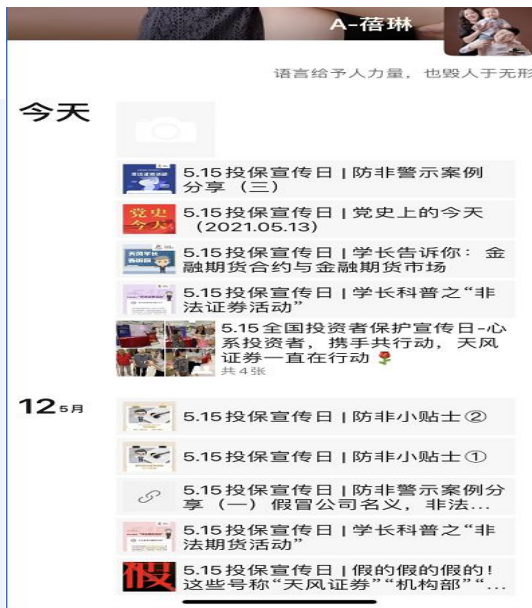 A-蓓琳
语言给予人力量，也毁人于无形
今天
5.15投保宣传日 | 防非警示案例
分享（三）
党史
今天
5.15投保宣传日 | 党史上的今天
（2021.05.13）
5.15投保宣传日 | 学长告诉你：金
融期货合约与金融期货市场
5.15投保宣传日 | 学长科普之“非
法证券活动”
5.15全国投资者保护宣传日-心
系投资者，携手共行动，天风
证券一直在行动🌹
共4张
12 5月
5.15投保宣传日 | 防非小贴士②
5.15投保宣传日 | 防非小贴士①
5.15投保宣传日 | 防非警示案例分
享（一）假冒公司名义，非法...
5.15投保宣传日 | 学长科普之“非
法期货活动”
假
5.15投保宣传日 | 假的假的假的！
这些号称“天风证券”“机构部”“...